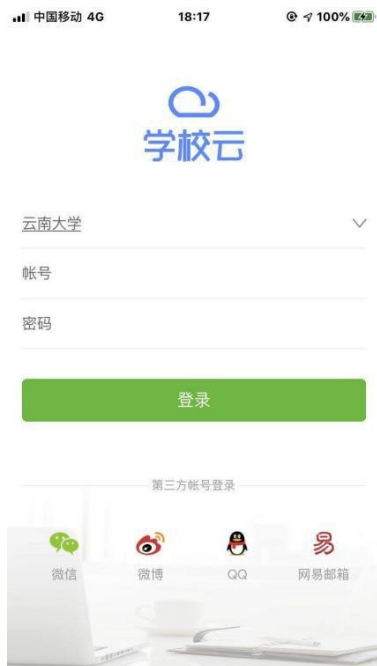 中国移动 4G 18:17 100%
学校云
云南大学
帐号
密码
登录
第三方帐号登录
微信 微博 QQ 网易邮箱